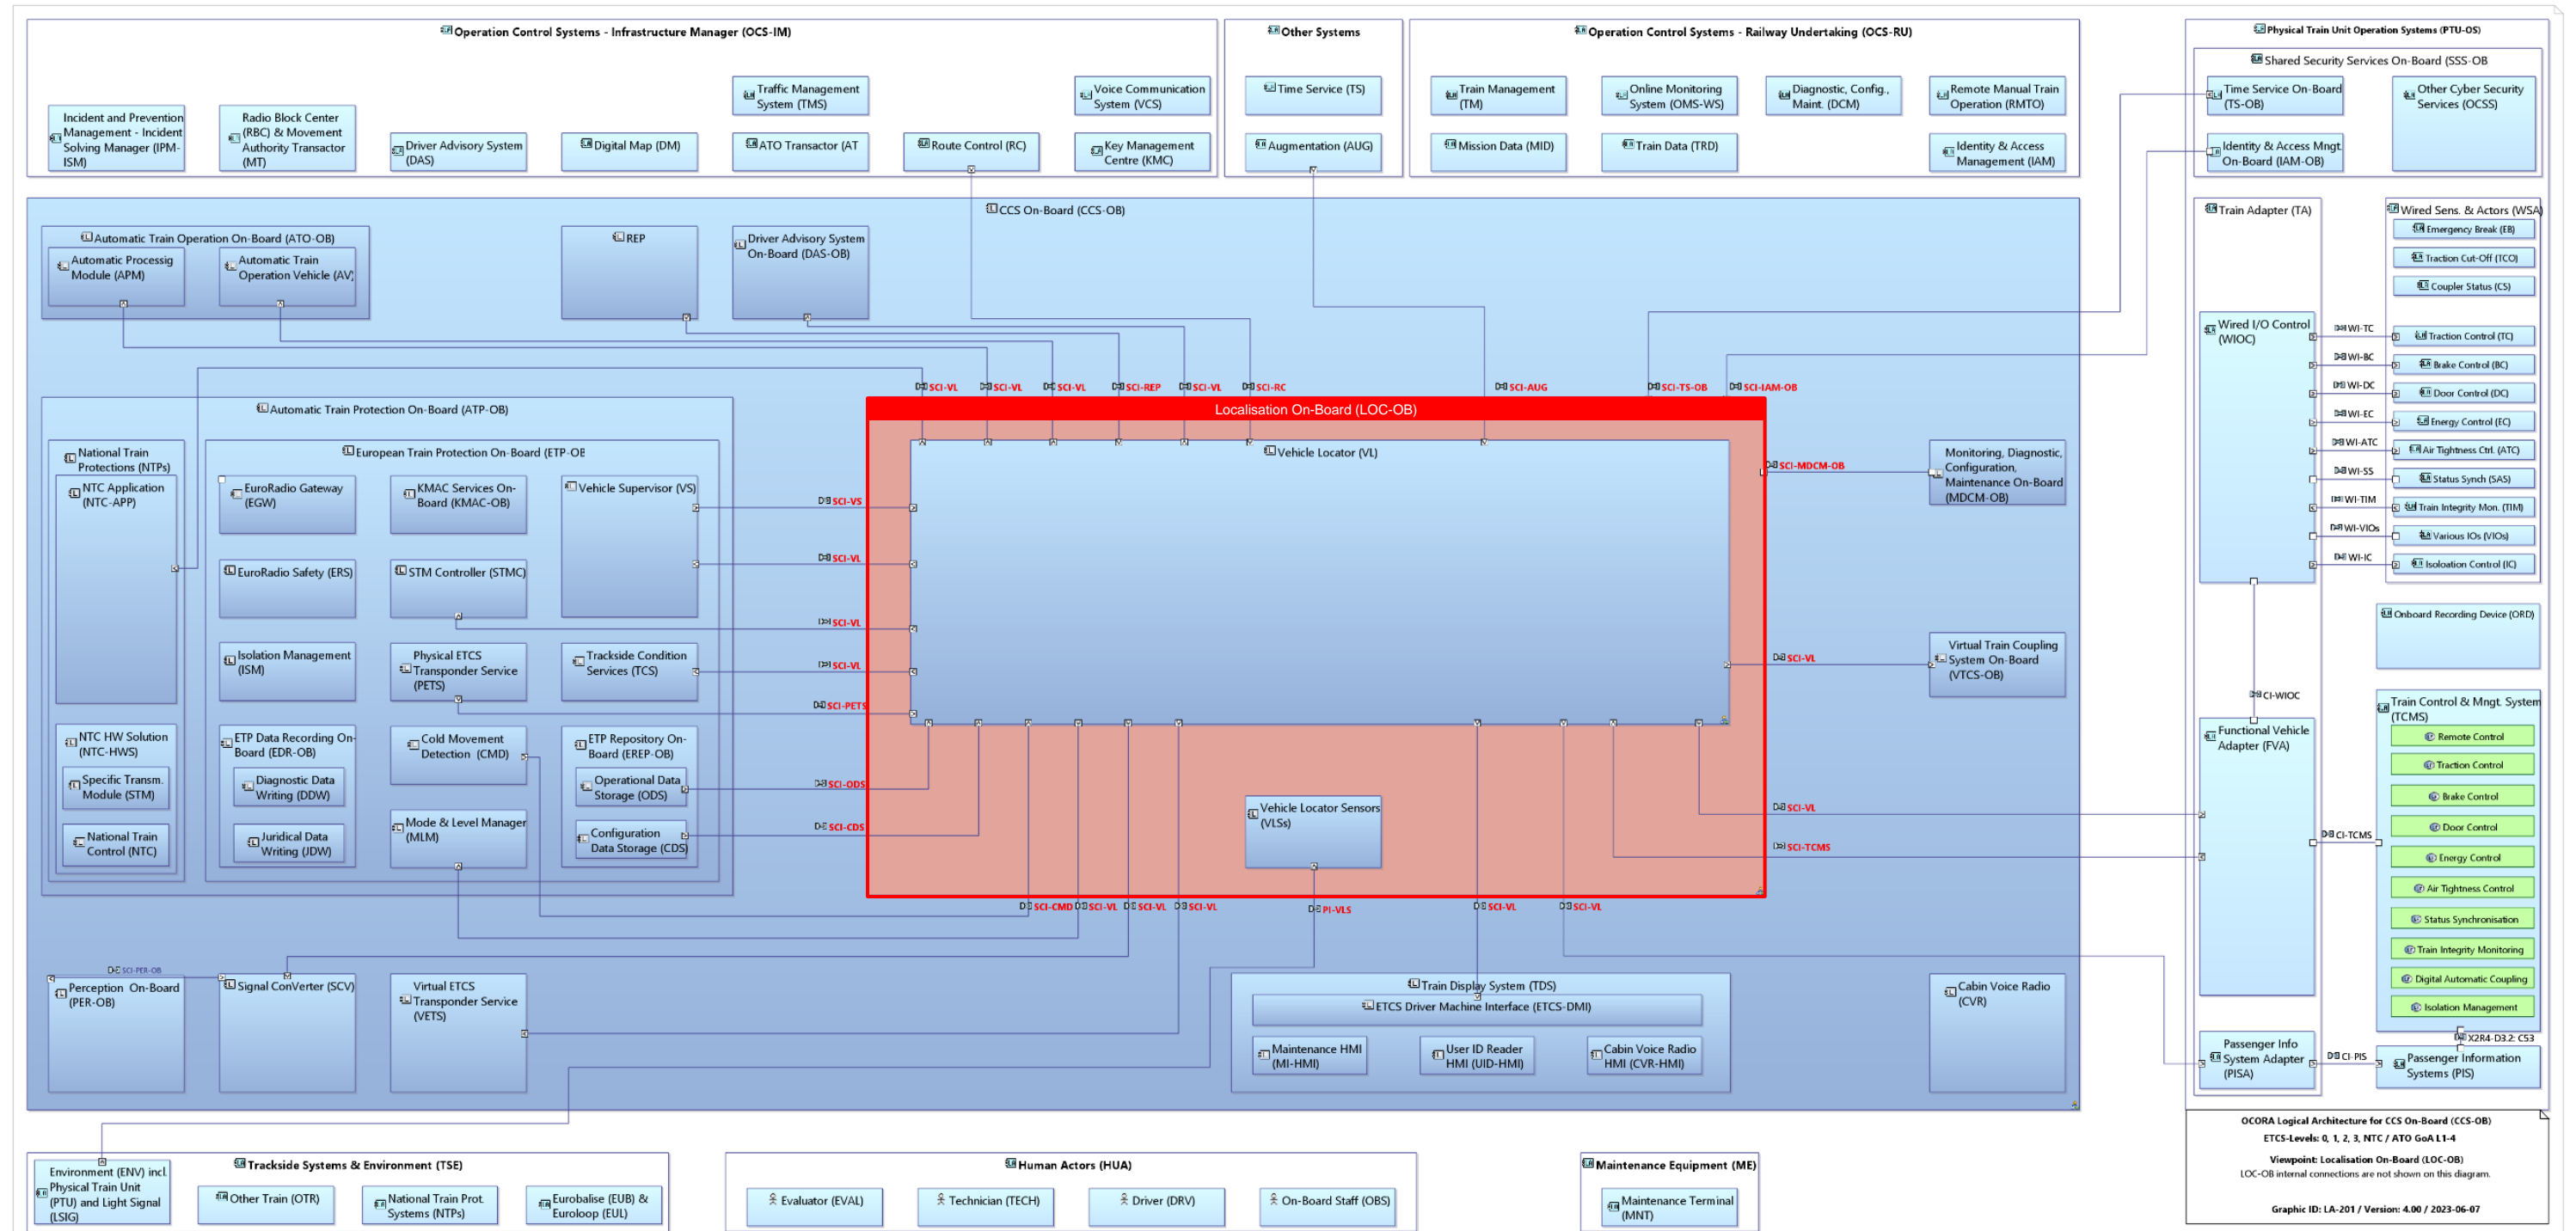 Operation Control Systems - Infrastructure Manager (OCS-IM)
Incident and Prevention
Management - Incident
Solving Manager (IPM-
ISM)
Radio Block Center
(RBC) & Movement
Authority Transactor
(MT)
Driver Advisory System
(DAS)
Digital Map (DM)
Traffic Management
System (TMS)
ATO Transactor (AT
Route Control (RC)
Voice Communication
System (VCS)
Key Management
Centre (KMC)
Other Systems
Time Service (TS)
Augmentation (AUG)
Operation Control Systems - Railway Undertaking (OCS-RU)
Train Management
(TM)
Online Monitoring
System (OMS-WS)
Diagnostic, Config.,
Maint. (DCM)
Remote Manual Train
Operation (RMTO)
Mission Data (MID)
Train Data (TRD)
Identity & Access
Management (IAM)
Physical Train Unit Operation Systems (PTU-OS)
Shared Security Services On-Board (SSS-OB
Time Service On-Board
(TS-OB)
Other Cyber Security
Services (OCSS)
Identity & Access Mngt.
On-Board (IAM-OB)
CCS On-Board (CCS-OB)
Automatic Train Operation On-Board (ATO-OB)
Automatic Processig
Module (APM)
Automatic Train
Operation Vehicle (AV)
REP
Driver Advisory System
On-Board (DAS-OB)
SCI-VL
SCI-VL
SCI-VL
SCI-REP
SCI-VL
SCI-RC
SCI-AUG
SCI-TS-OB
SCI-IAM-OB
Automatic Train Protection On-Board (ATP-OB)
National Train
Protections (NTPs)
NTC Application
(NTC-APP)
NTC HW Solution
(NTC-HWS)
Specific Transm.
Module (STM)
National Train
Control (NTC)
European Train Protection On-Board (ETP-OB
EuroRadio Gateway
(EGW)
KMAC Services On-
Board (KMAC-OB)
Vehicle Supervisor (VS)
EuroRadio Safety (ERS)
STM Controller (STMC)
Isolation Management
(ISM)
Physical ETCS
Transponder Service
(PETS)
Trackside Condition
Services (TCS)
ETP Data Recording On-
Board (EDR-OB)
Diagnostic Data
Writing (DDW)
Juridical Data
Writing (JDW)
Cold Movement
Detection (CMD)
Mode & Level Manager
(MLM)
ETP Repository On-
Board (EREP-OB)
Operational Data
Storage (ODS)
Configuration
Data Storage (CDS)
SCI-VS
SCI-VL
SCI-VL
SCI-VL
SCI-PETS
SCI-ODS
SCI-CDS
Localisation On-Board (LOC-OB)
Vehicle Locator (VL)
Vehicle Locator Sensors
(VLSs)
SCI-MDCM-OB
Monitoring, Diagnostic,
Configuration,
Maintenance On-Board
(MDCM-OB)
SCI-VL
Virtual Train Coupling
System On-Board
(VTCS-OB)
SCI-VL
SCI-TCMS
SCI-CMD
SCI-VL
SCI-VL
SCI-VL
PI-VLS
SCI-VL
SCI-VL
SCI-PER-OB
Perception On-Board
(PER-OB)
Signal ConVerter (SCV)
Virtual ETCS
Transponder Service
(VETS)
Train Display System (TDS)
ETCS Driver Machine Interface (ETCS-DMI)
Maintenance HMI
(MI-HMI)
User ID Reader
HMI (UID-HMI)
Cabin Voice Radio
HMI (CVR-HMI)
Cabin Voice Radio
(CVR)
Train Adapter (TA)
Wired I/O Control
(WIOC)
WI-TC
WI-BC
WI-DC
WI-EC
WI-ATC
WI-SS
WI-TIM
WI-VIOs
WI-IC
Wired Sens. & Actors (WSA)
Emergency Break (EB)
Traction Cut-Off (TCO)
Coupler Status (CS)
Traction Control (TC)
Brake Control (BC)
Door Control (DC)
Energy Control (EC)
Air Tightness Ctrl. (ATC)
Status Synch (SAS)
Train Integrity Mon. (TIM)
Various IOs (VIOs)
Isoloation Control (IC)
Onboard Recording Device (ORD)
CI-WIOC
Functional Vehicle
Adapter (FVA)
CI-TCMS
Train Control & Mngt. System
(TCMS)
Remote Control
Traction Control
Brake Control
Door Control
Energy Control
Air Tightness Control
Status Synchronisation
Train Integrity Monitoring
Digital Automatic Coupling
Isolation Management
X2R4-D3.2: C53
Passenger Info
System Adapter
(PISA)
CI-PIS
Passenger Information
Systems (PIS)
Trackside Systems & Environment (TSE)
Environment (ENV) incl.
Physical Train Unit
(PTU) and Light Signal
(LSIG)
Other Train (OTR)
National Train Prot.
Systems (NTPs)
Eurobalise (EUB) &
Euroloop (EUL)
Human Actors (HUA)
Evaluator (EVAL)
Technician (TECH)
Driver (DRV)
On-Board Staff (OBS)
Maintenance Equipment (ME)
Maintenance Terminal
(MNT)
OCORA Logical Architecture for CCS On-Board (CCS-OB)
ETCS-Levels: 0, 1, 2, 3, NTC / ATO GoA L1-4
Viewpoint: Localisation On-Board (LOC-OB)
LOC-OB internal connections are not shown on this diagram.
Graphic ID: LA-201 / Version: 4.00 / 2023-06-07